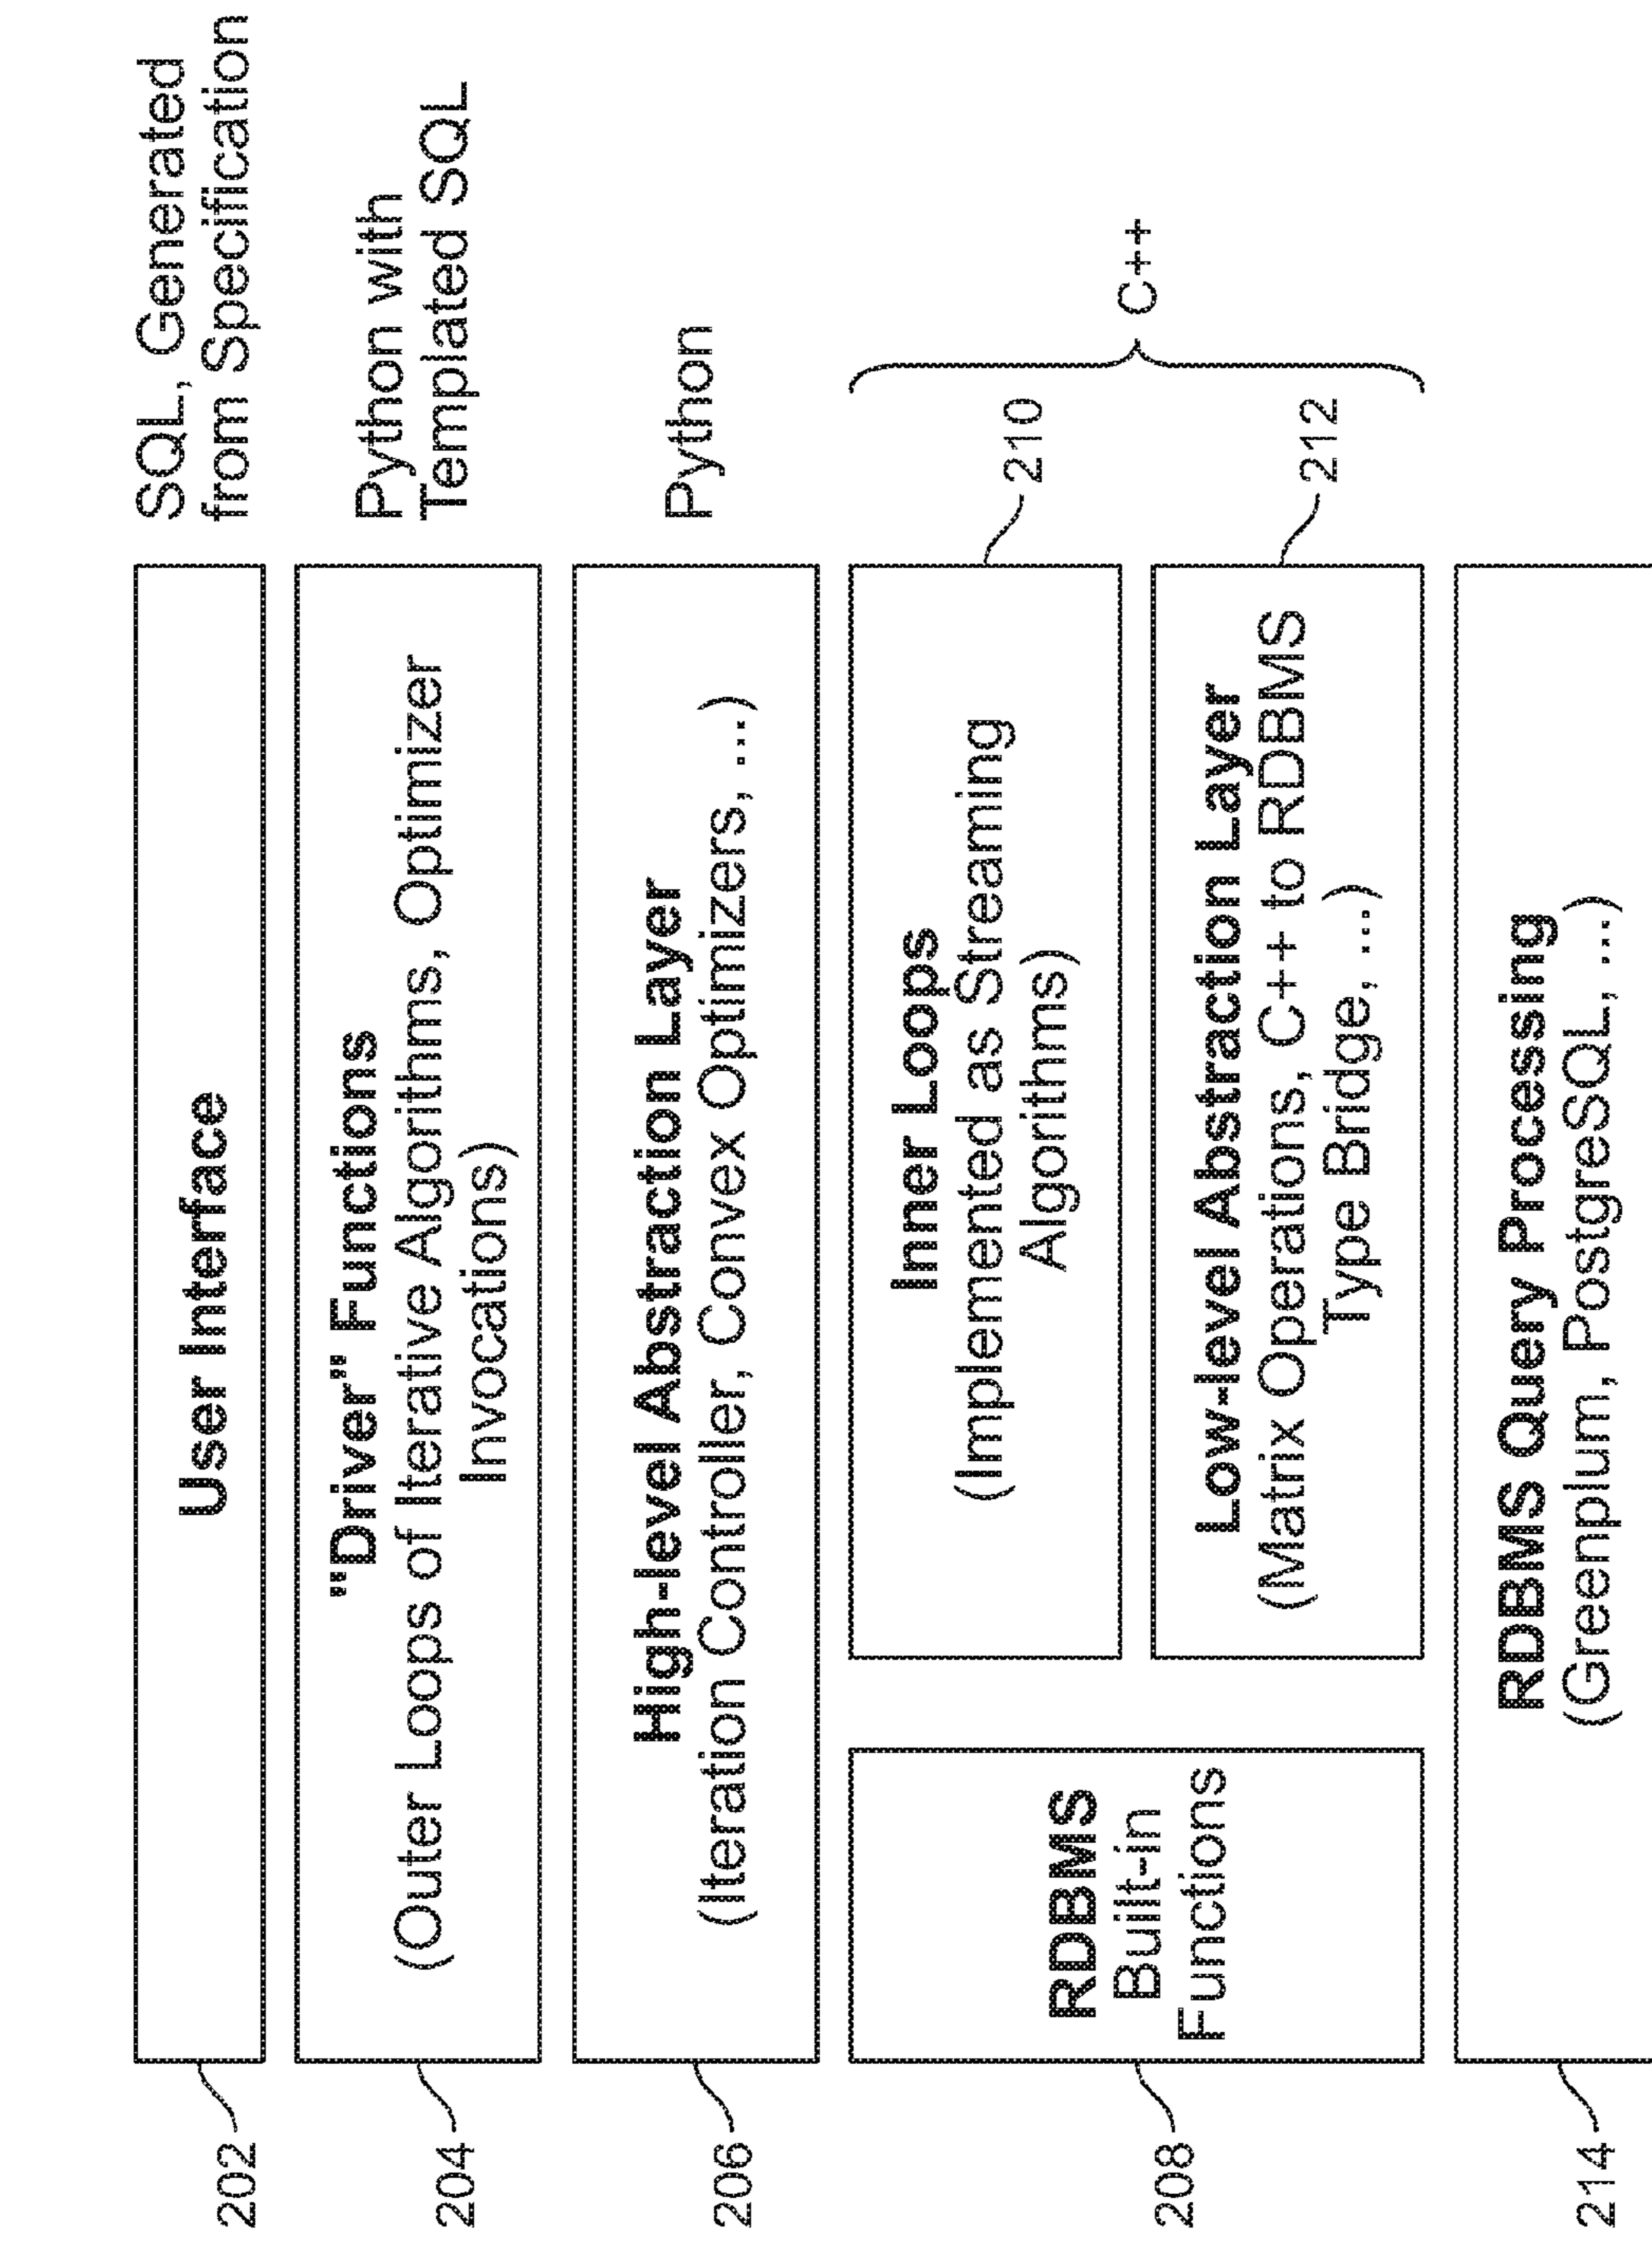 SQL, Generated
from Specification
202
User Interface
Python with
Templated SQL
204
"Driver" Functions
(Outer Loops of Iterative Algorithms, Optimizer
Invocations)
Python
206
High-level Abstraction Layer
(Iteration Controller, Convex Optimizers, ...)
208
RDBMS
Built-in
Functions
Inner Loops
(Implemented as Streaming
Algorithms)
210
Low-level Abstraction Layer
(Matrix Operations, C++ to RDBMS
Type Bridge, ...)
212
C++
214
RDBMS Query Processing
(Greenplum, PostgreSQL, ...)